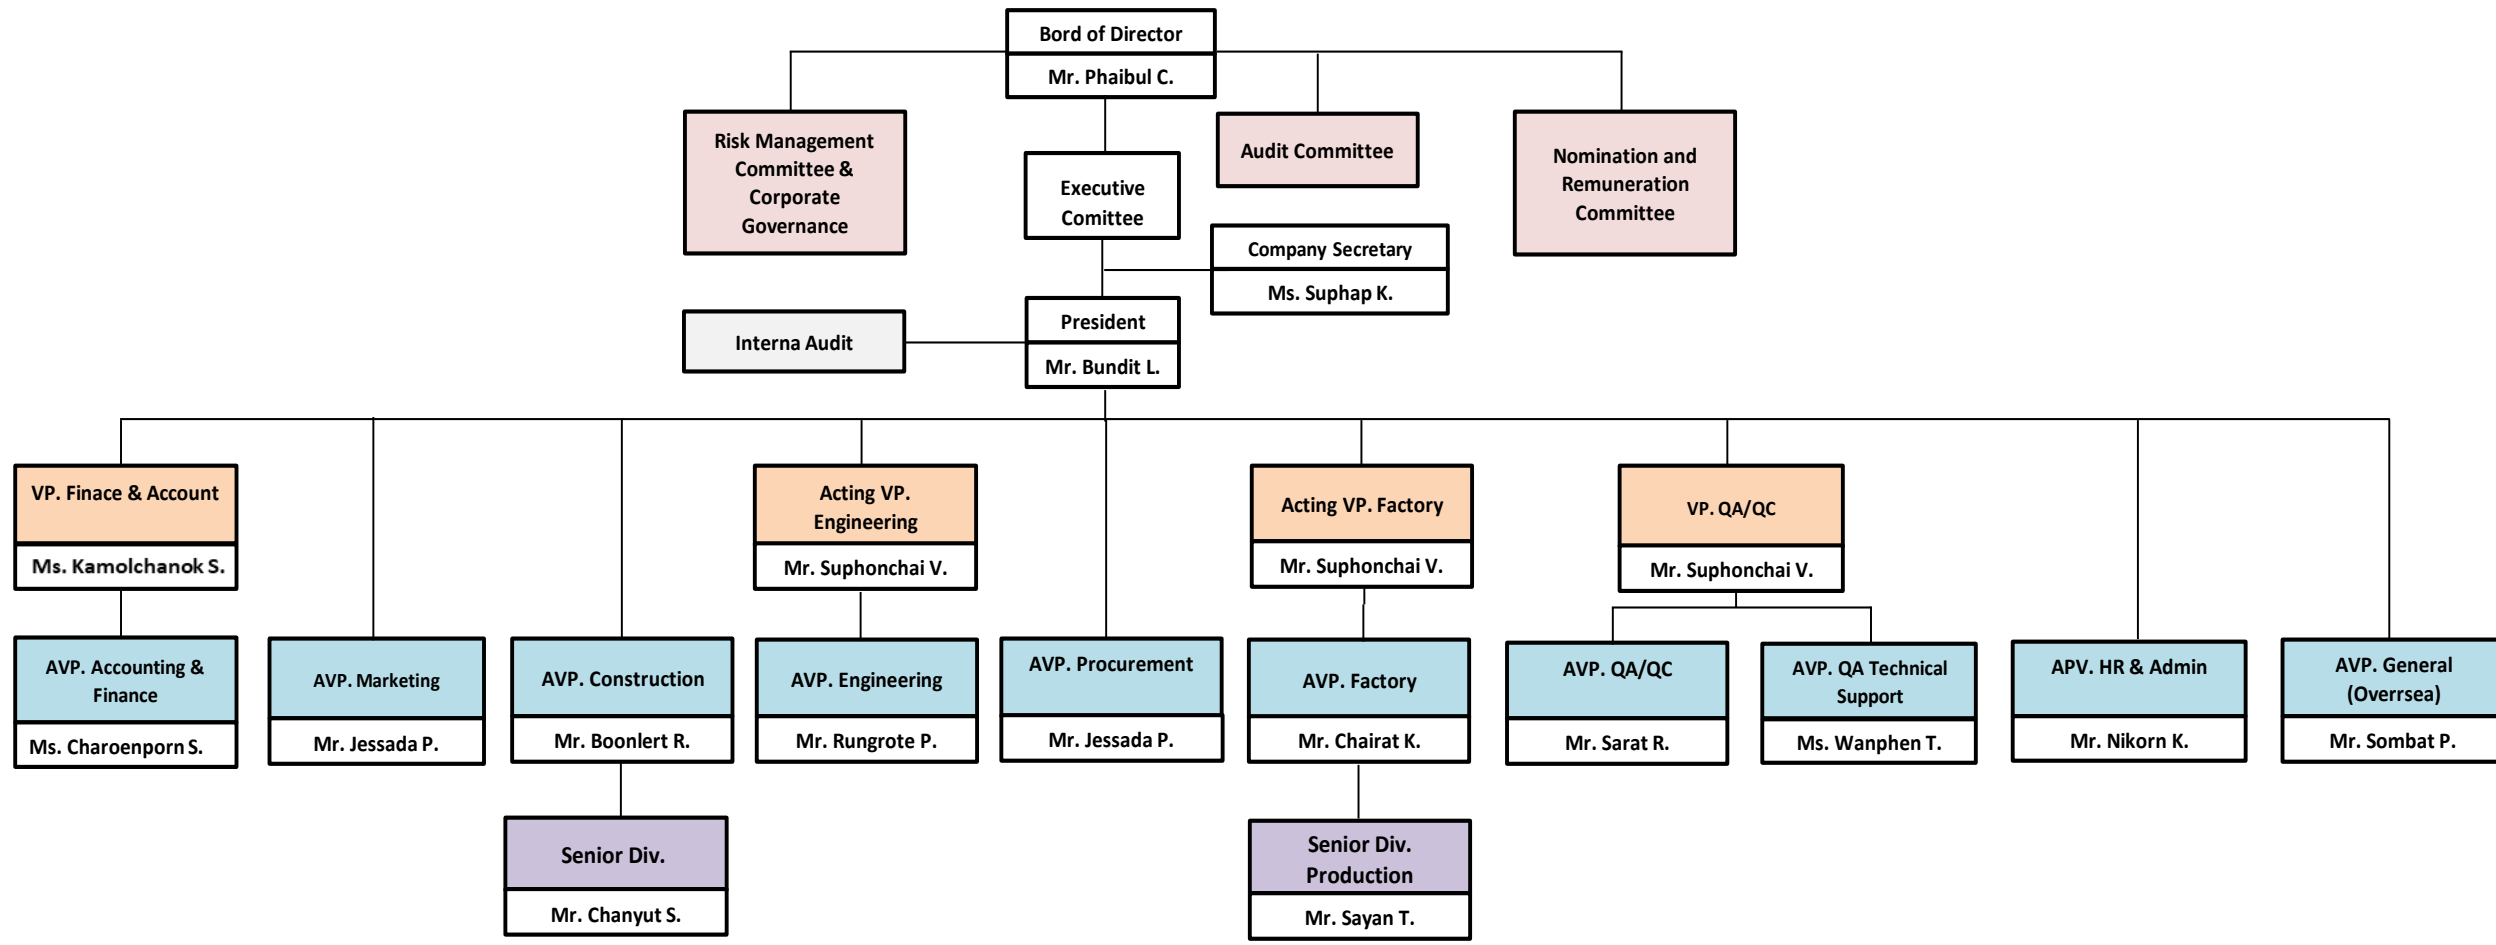 Bord of Director
Mr. Phaibul C.
Risk Management
Committee &
Corporate
Governance
Executive
Comittee
Audit Committee
Nomination and
Remuneration
Committee
Company Secretary
Ms. Suphap K.
Interna Audit
President
Mr. Bundit L.
VP. Finace & Account
Ms. Kamolchanok S.
Acting VP.
Engineering
Mr. Suphonchai V.
Acting VP. Factory
Mr. Suphonchai V.
VP. QA/QC
Mr. Suphonchai V.
AVP. Accounting &
Finance
Ms. Charoenporn S.
AVP. Marketing
Mr. Jessada P.
AVP. Construction
Mr. Boonlert R.
AVP. Engineering
Mr. Rungrote P.
AVP. Procurement
Mr. Jessada P.
AVP. Factory
Mr. Chairat K.
AVP. QA/QC
Mr. Sarat R.
AVP. QA Technical
Support
Ms. Wanphen T.
APV. HR & Admin
Mr. Nikorn K.
AVP. General
(Overrsea)
Mr. Sombat P.
Senior Div.
Mr. Chanyut S.
Senior Div.
Production
Mr. Sayan T.